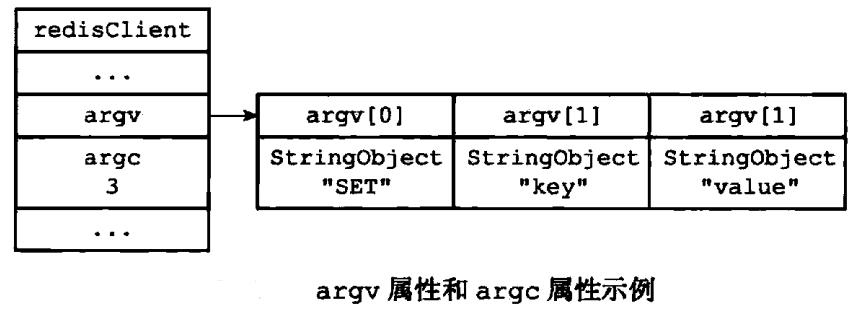 redisClient
...
argv
argc
3
...
argv[0] argv[1] argv[1]
StringObject StringObject StringObject
"SET" "key" "value"
argv 属性和 argc 属性示例